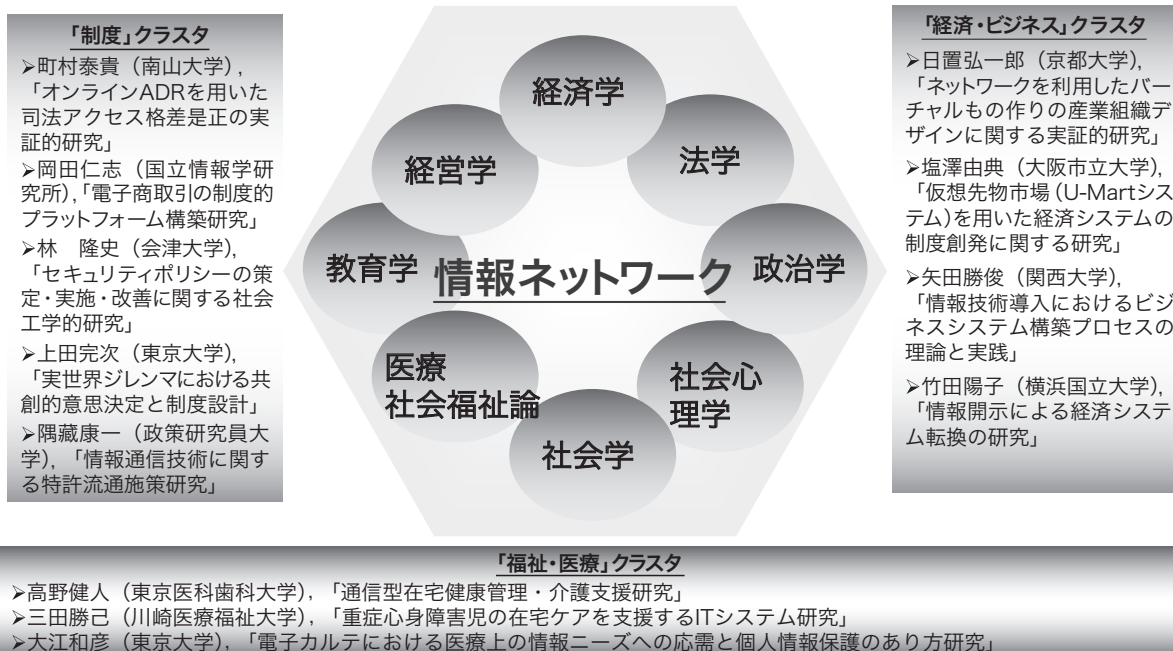 「制度」クラスタ
➢町村泰貴（南山大学），
「オンラインADRを用いた
司法アクセス格差是正の実
証的研究」
➢岡田仁志（国立情報学研
究所），「電子商取引の制度的
プラットフォーム構築研究」
➢林　隆史（会津大学），
「セキュリティポリシーの策
定・実施・改善に関する社会
工学的研究」
➢上田完次（東京大学），
「実世界ジレンマにおける共
創的意思決定と制度設計」
➢隅藏康一（政策研究員大
学），「情報通信技術に関す
る特許流通施策研究」
経済学
経営学
法学
教育学
情報ネットワーク
政治学
医療
社会福祉論
社会心
理学
社会学
「経済・ビジネス」クラスタ
➢日置弘一郎（京都大学），
「ネットワークを利用したバー
チャルもの作りの産業組織デ
ザインに関する実証的研究」
➢塩澤由典（大阪市立大学），
「仮想先物市場（U-Martシス
テム）を用いた経済システムの
制度創発に関する研究」
➢矢田勝俊（関西大学），
「情報技術導入におけるビジ
ネスシステム構築プロセスの
理論と実践」
➢竹田陽子（横浜国立大学），
「情報開示による経済システ
ム転換の研究」
「福祉・医療」クラスタ
➢高野健人（東京医科歯科大学），「通信型在宅健康管理・介護支援研究」
➢三田勝己（川崎医療福祉大学），「重症心身障害児の在宅ケアを支援するITシステム研究」
➢大江和彦（東京大学），「電子カルテにおける医療上の情報ニーズへの応需と個人情報保護のあり方研究」